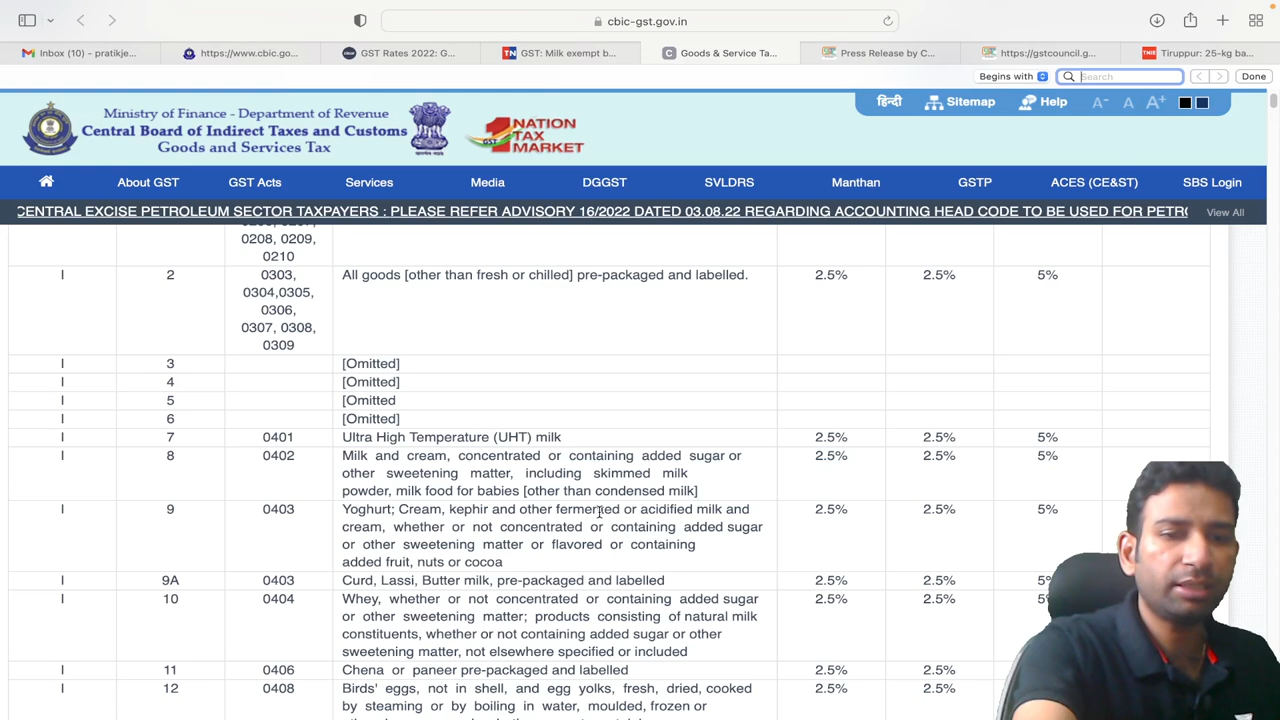 cbic-gst.gov.in
Inbox (10) – pratikje...
https://www.cbic.go...
GST Rates 2022: G...
GST: Milk exempt b...
Goods & Service Ta...
Press Release by C...
https://gstcouncil.g...
Tiruppur: 25-kg ba...
Begins with
Search
Done
Ministry of Finance - Department of Revenue
Central Board of Indirect Taxes and Customs
Goods and Services Tax
NATION
TAX
MARKET
हिन्दी Sitemap Help A- A A+
About GST GST Acts Services Media DGGST SVLDRS Manthan GSTP ACES (CE&ST) SBS Login
CENTRAL EXCISE PETROLEUM SECTOR TAXPAYERS : PLEASE REFER ADVISORY 16/2022 DATED 03.08.22 REGARDING ACCOUNTING HEAD CODE TO BE USED FOR PETRO View All
0208, 0209,
0210
I 2 0303, All goods [other than fresh or chilled] pre-packaged and labelled. 2.5% 2.5% 5%
0304,0305,
0306,
0307, 0308,
0309
I 3 [Omitted]
I 4 [Omitted]
I 5 [Omitted
I 6 [Omitted]
I 7 0401 Ultra High Temperature (UHT) milk 2.5% 2.5% 5%
I 8 0402 Milk and cream, concentrated or containing added sugar or 2.5% 2.5% 5%
other sweetening matter, including skimmed milk
powder, milk food for babies [other than condensed milk]
I 9 0403 Yoghurt; Cream, kephir and other fermented or acidified milk and 2.5% 2.5% 5%
cream, whether or not concentrated or containing added sugar
or other sweetening matter or flavored or containing
added fruit, nuts or cocoa
I 9A 0403 Curd, Lassi, Butter milk, pre-packaged and labelled 2.5% 2.5%
I 10 0404 Whey, whether or not concentrated or containing added sugar 2.5% 2.5%
or other sweetening matter; products consisting of natural milk
constituents, whether or not containing added sugar or other
sweetening matter, not elsewhere specified or included
I 11 0406 Chena or paneer pre-packaged and labelled 2.5% 2.5%
I 12 0408 Birds' eggs, not in shell, and egg yolks, fresh, dried, cooked 2.5% 2.5%
by steaming or by boiling in water, moulded, frozen or